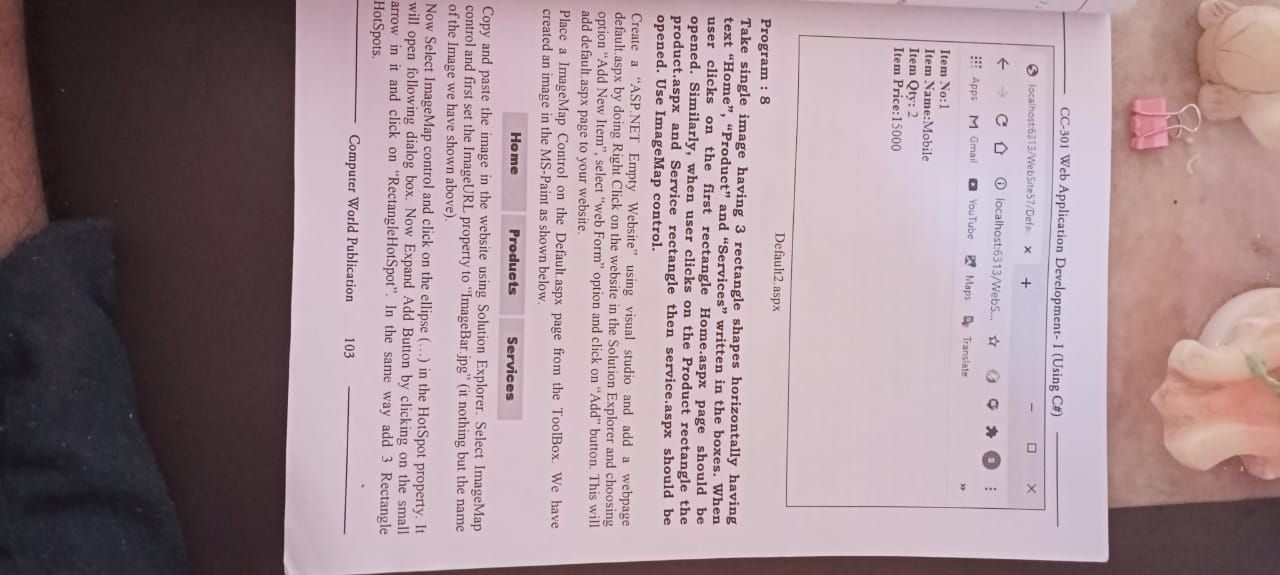 CC-301 Web Application Development- I (Using C#)
localhost:6313/WebSite57/Defa × +
localhost:6313/WebS...
Apps Gmail YouTube Maps Translate »
Item No:1
Item Name:Mobile
Item Qty: 2
Item Price:15000
Default2.aspx
Program : 8
Take single image having 3 rectangle shapes horizontally having
text “Home”, “Product” and “Services” written in the boxes. When
user clicks on the first rectangle Home.aspx page should be
opened. Similarly, when user clicks on the Product rectangle the
product.aspx and Service rectangle then service.aspx should be
opened. Use ImageMap control.
Create a “ASP.NET Empty Website” using visual studio and add a webpage
default.aspx by doing Right Click on the website in the Solution Explorer and choosing
option “Add New Item”, select “web Form” option and click on “Add” button. This will
add default.aspx page to your website.
Place a ImageMap Control on the Default.aspx page from the ToolBox. We have
created an image in the MS-Paint as shown below.
Home Products Services
Copy and paste the image in the website using Solution Explorer. Select ImageMap
control and first set the ImageURL property to “ImageBar.jpg” (it nothing but the name
of the Image we have shown above).
Now Select ImageMap control and click on the ellipse (…) in the HotSpot property. It
will open following dialog box. Now Expand Add Button by clicking on the small
arrow in it and click on “RectangleHotSpot”. In the same way add 3 Rectangle
HotSpots.
Computer World Publication 103